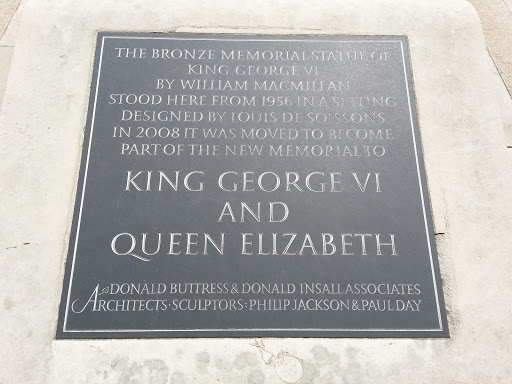 THE BRONZE MEMORIAL STATUE OF
KING GEORGE VI
BY WILLIAM MACMILLAN
STOOD HERE FROM 1956 IN A SETTING
DESIGNED BY LOUIS DE SOISSONS
IN 2008 IT WAS MOVED TO BECOME
PART OF THE NEW MEMORIAL TO
KING GEORGE VI
AND
QUEEN ELIZABETH
DONALD BUTTRESS & DONALD INSALL ASSOCIATES
ARCHITECTS · SCULPTORS · PHILIP JACKSON & PAUL DAY